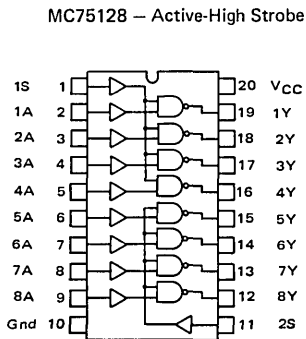 MC75128 — Active-High Strobe
1S 1 20 VCC
1A 2 19 1Y
2A 3 18 2Y
3A 4 17 3Y
4A 5 16 4Y
5A 6 15 5Y
6A 7 14 6Y
7A 8 13 7Y
8A 9 12 8Y
Gnd 10 11 2S